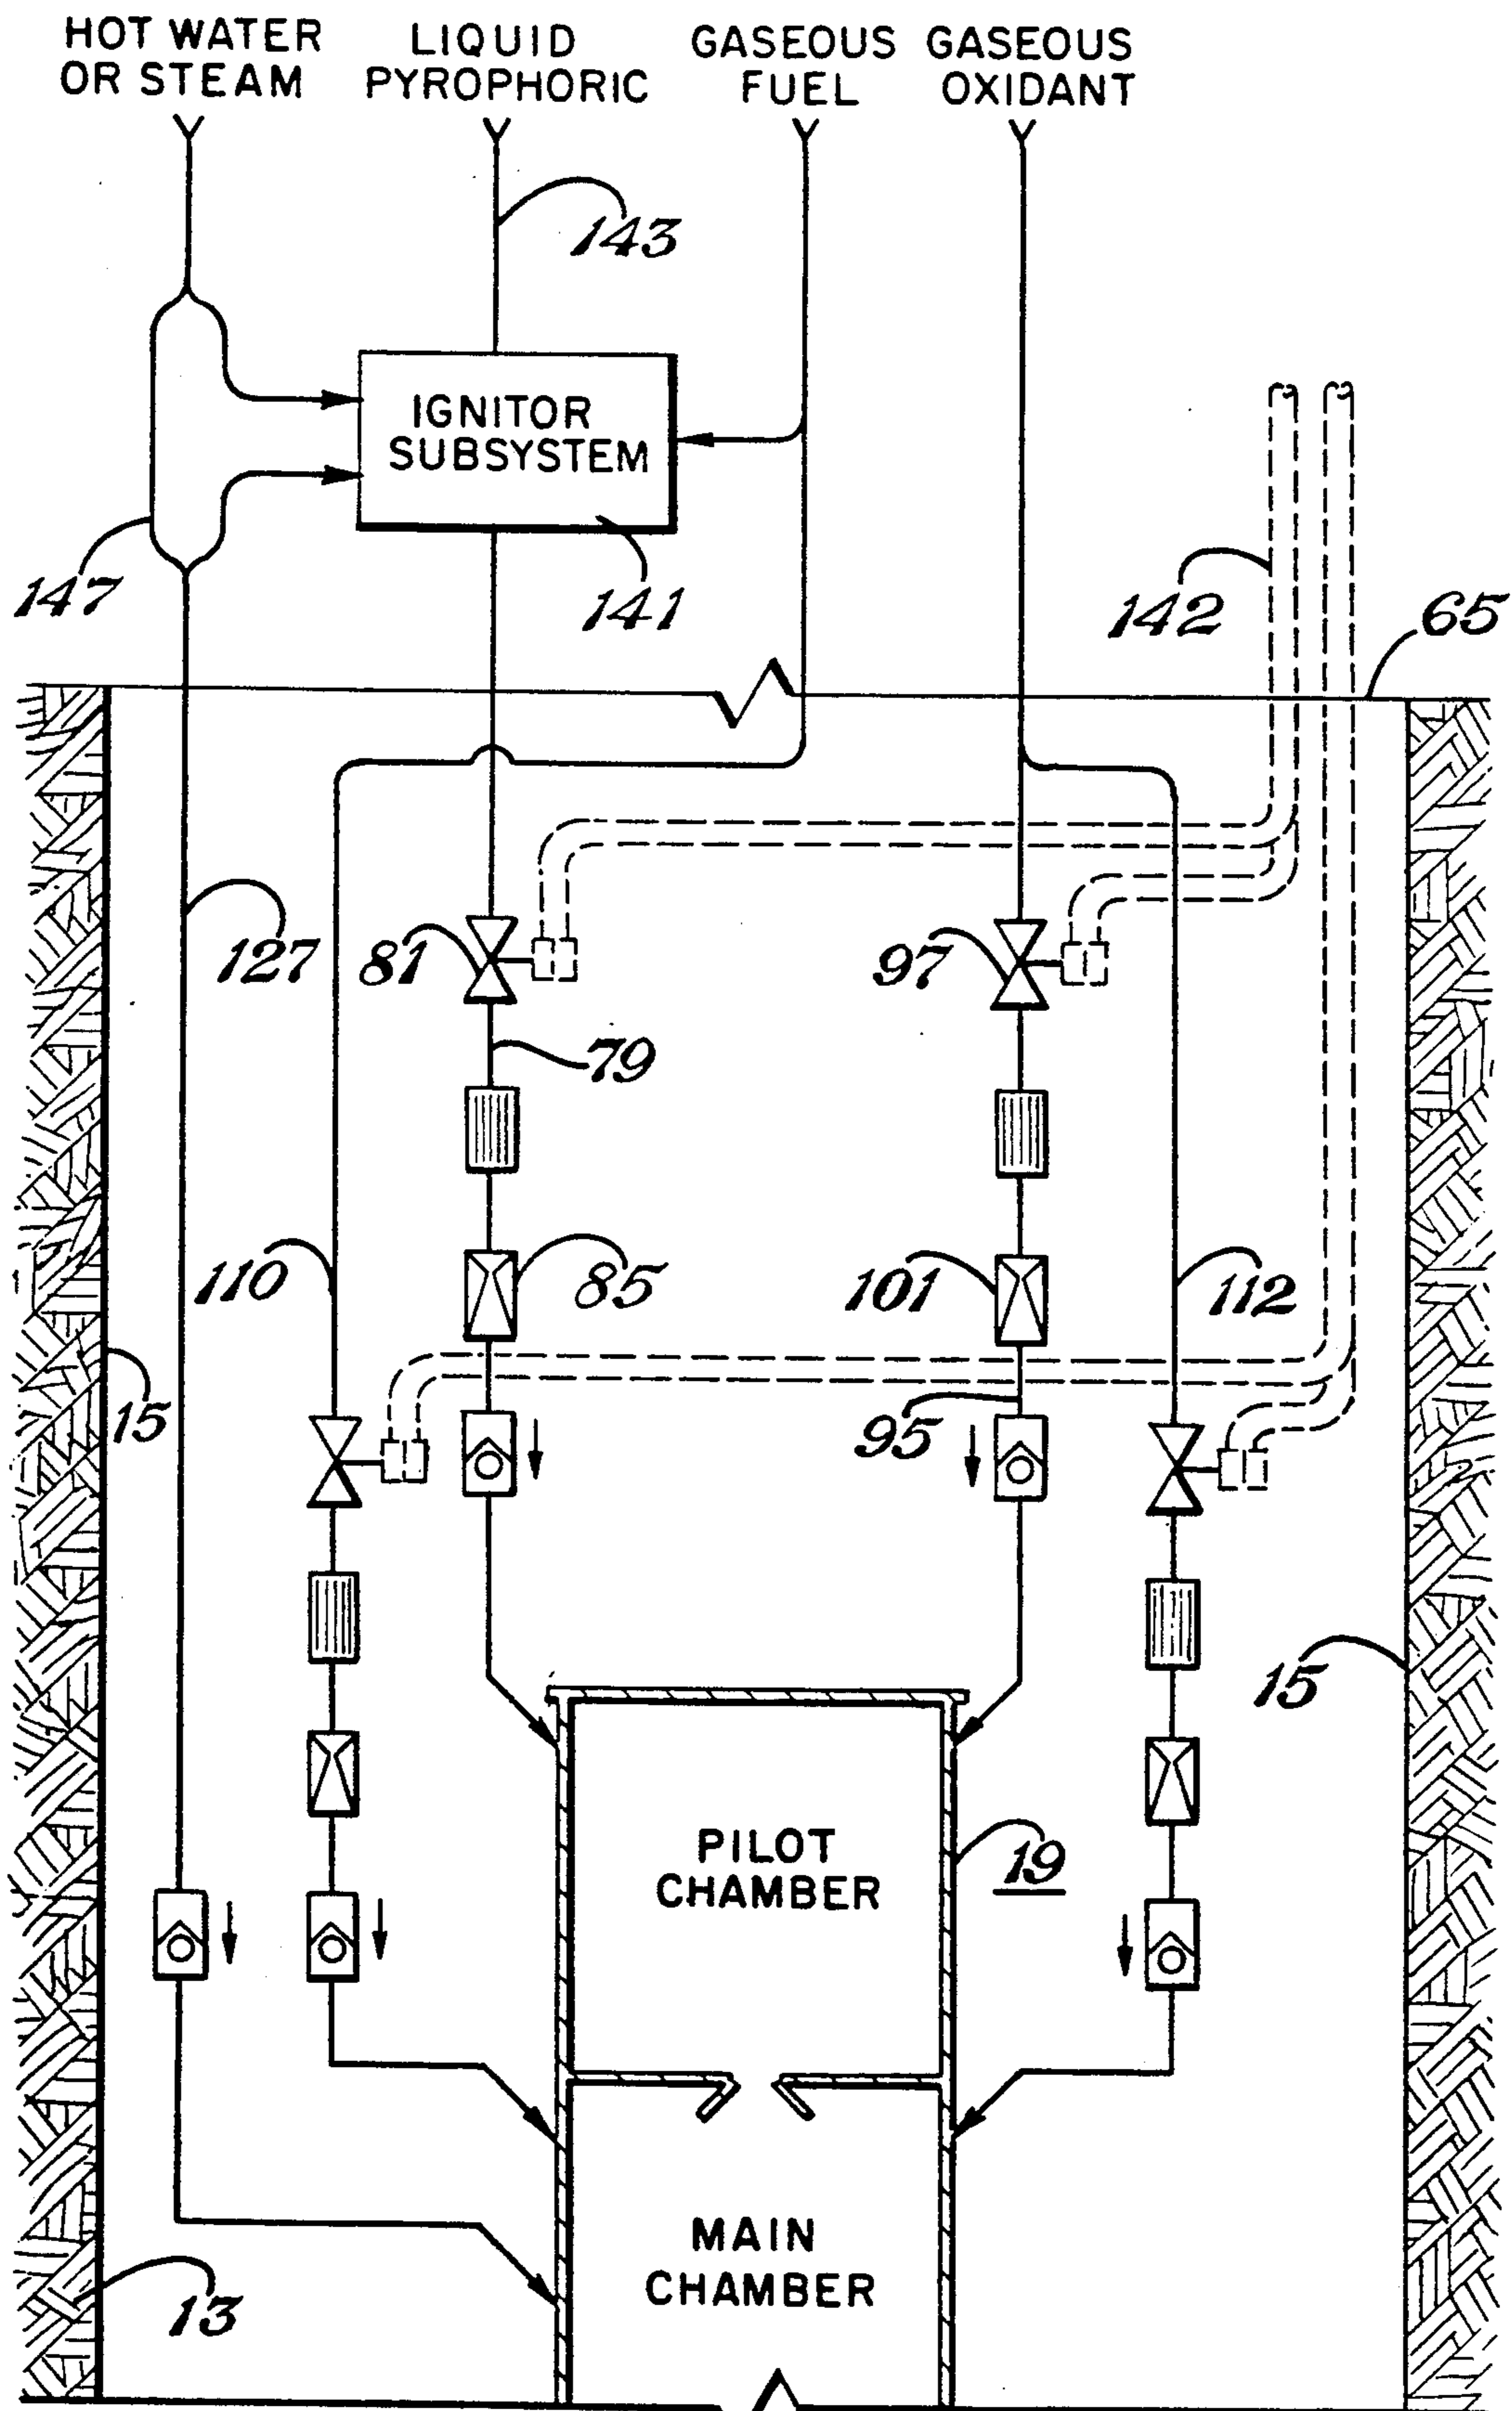 HOT WATER
OR STEAM
LIQUID
PYROPHORIC
GASEOUS
FUEL
GASEOUS
OXIDANT
143
IGNITOR
SUBSYSTEM
147
141
142
65
127
81
97
79
110
85
101
112
15
95
15
PILOT
CHAMBER
19
MAIN
CHAMBER
13